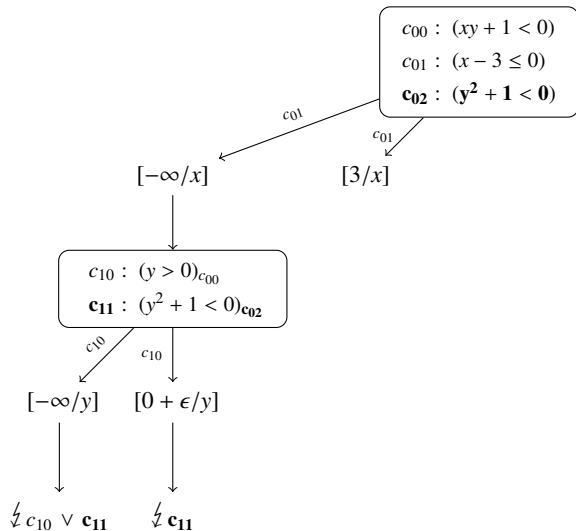 c₀₀ : (xy + 1 < 0)
c₀₁ : (x − 3 ≤ 0)
c₀₂ : (y² + 1 < 0)
c₀₁
c₀₁
[−∞/x]
[3/x]
c₁₀ : (y > 0)c₀₀
c₁₁ : (y² + 1 < 0)c₀₂
c₁₀
c₁₀
[−∞/y]
[0 + ϵ/y]
↯ c₁₀ ∨ c₁₁
↯ c₁₁